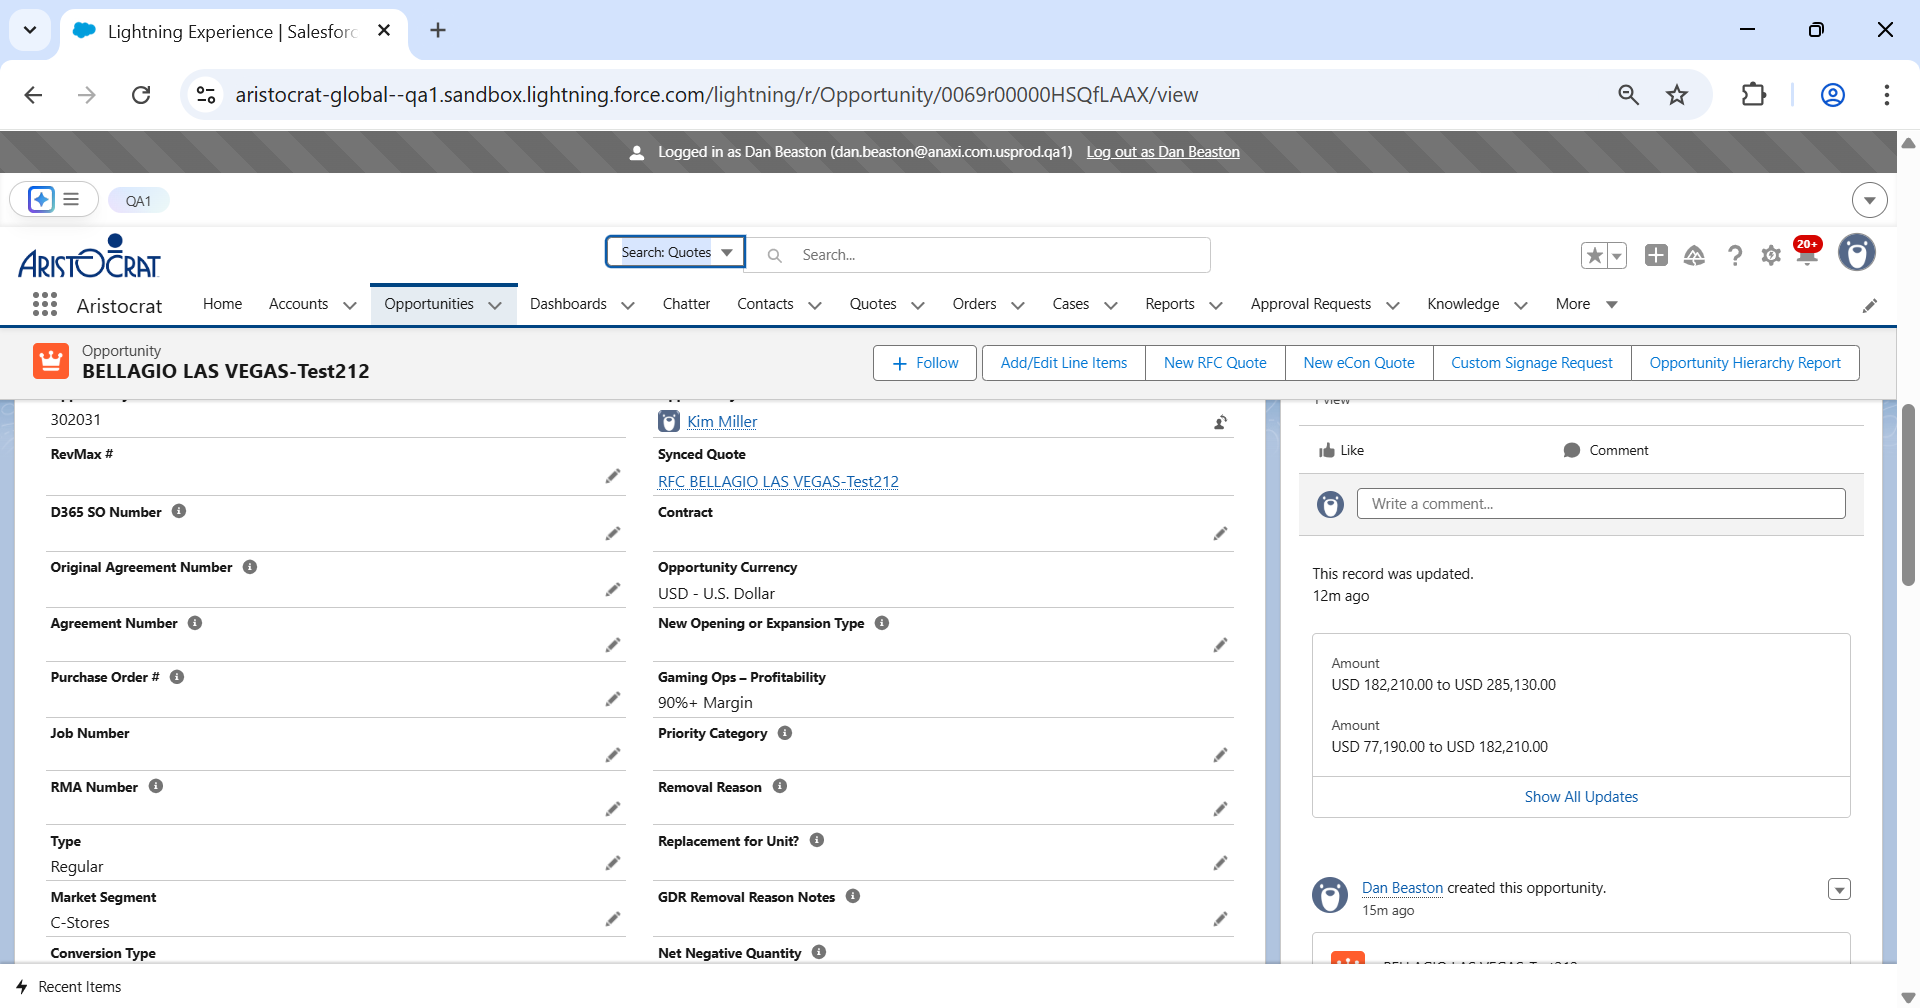 Lightning Experience | Salesforc
aristocrat-global--qa1.sandbox.lightning.force.com/lightning/r/Opportunity/0069r00000HSQfLAAX/view
Logged in as Dan Beaston (dan.beaston@anaxi.com.usprod.qa1) Log out as Dan Beaston
QA1
ARISTOCRAT
Search: Quotes
Search...
20+
Aristocrat
Home
Accounts
Opportunities
Dashboards
Chatter
Contacts
Quotes
Orders
Cases
Reports
Approval Requests
Knowledge
More
Opportunity
BELLAGIO LAS VEGAS-Test212
Follow
Add/Edit Line Items
New RFC Quote
New eCon Quote
Custom Signage Request
Opportunity Hierarchy Report
302031
RevMax #
D365 SO Number
Original Agreement Number
Agreement Number
Purchase Order #
Job Number
RMA Number
Type
Regular
Market Segment
C-Stores
Conversion Type
Kim Miller
Synced Quote
RFC BELLAGIO LAS VEGAS-Test212
Contract
Opportunity Currency
USD - U.S. Dollar
New Opening or Expansion Type
Gaming Ops – Profitability
90%+ Margin
Priority Category
Removal Reason
Replacement for Unit?
GDR Removal Reason Notes
Net Negative Quantity
1 view
Like
Comment
Write a comment...
This record was updated.
12m ago
Amount
USD 182,210.00 to USD 285,130.00
Amount
USD 77,190.00 to USD 182,210.00
Show All Updates
Dan Beaston created this opportunity.
15m ago
BELLAGIO LAS VEGAS-Test212
Recent Items